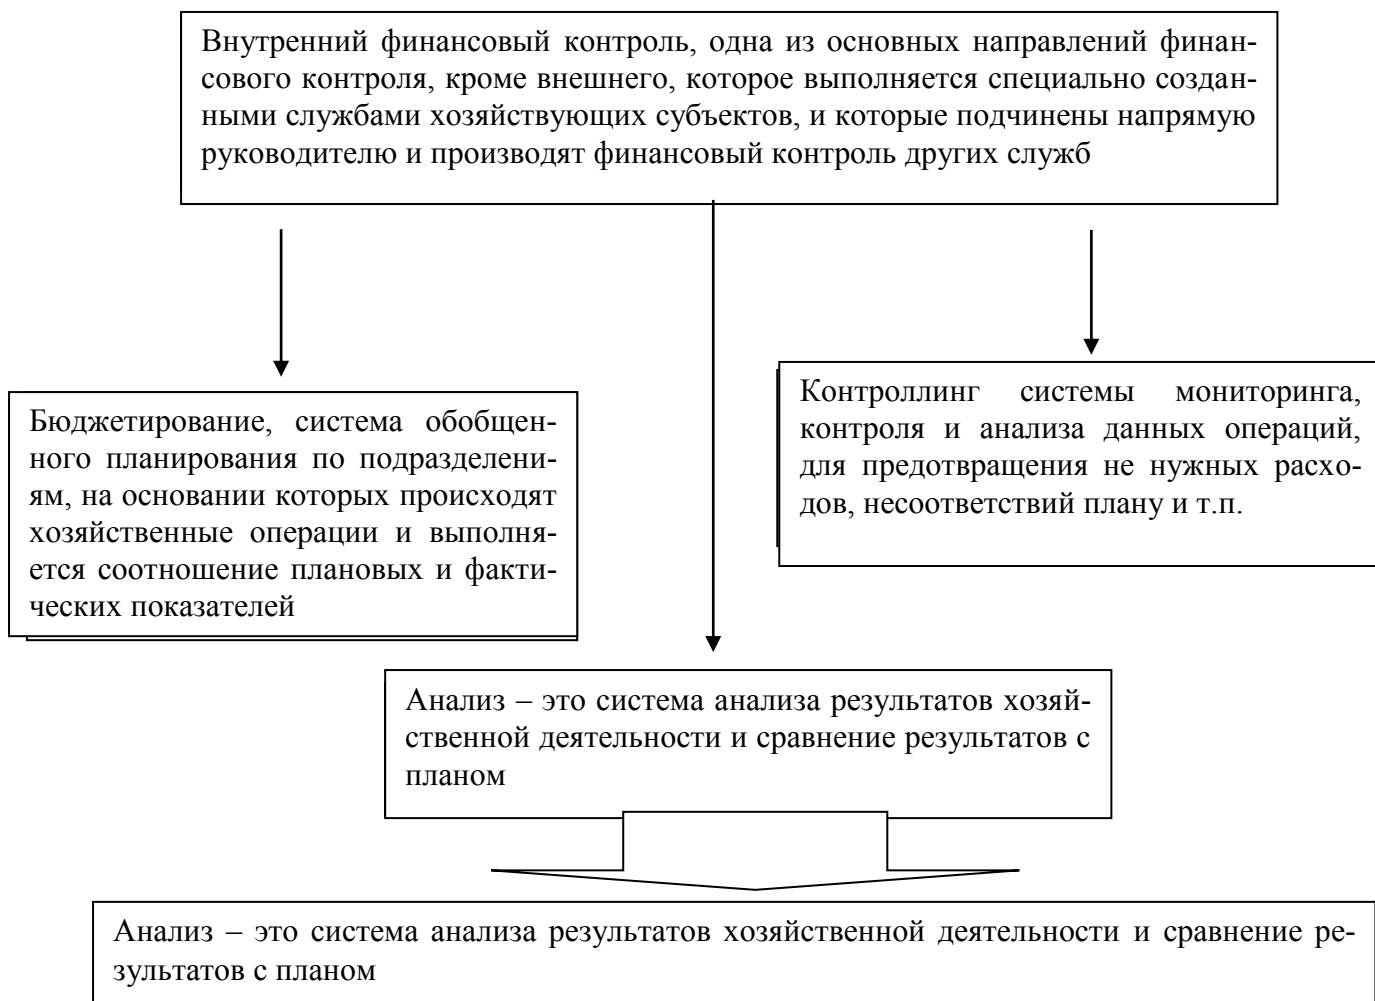 Внутренний финансовый контроль, одна из основных направлений финан-
сового контроля, кроме внешнего, которое выполняется специально создан-
ными службами хозяйствующих субъектов, и которые подчинены напрямую
руководителю и производят финансовый контроль других служб
Бюджетирование, система обобщен-
ного планирования по подразделени-
ям, на основании которых происходят
хозяйственные операции и выполня-
ется соотношение плановых и факти-
ческих показателей
Контроллинг системы мониторинга,
контроля и анализа данных операций,
для предотвращения не нужных расхо-
дов, несоответствий плану и т.п.
Анализ – это система анализа результатов хозяй-
ственной деятельности и сравнение результатов с
планом
Анализ – это система анализа результатов хозяйственной деятельности и сравнение ре-
зультатов с планом